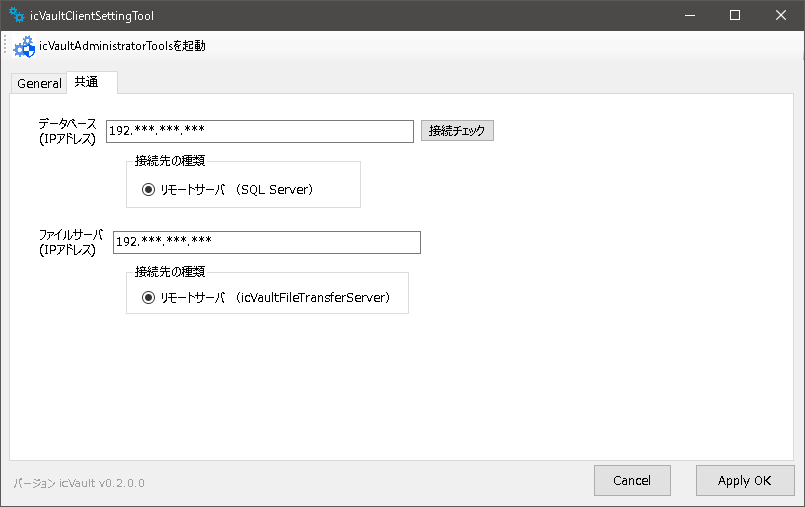 icVaultClientSettingTool
icVaultAdministratorToolsを起動
General
共通
データベース
(IPアドレス)
192.***.***.***
接続チェック
接続先の種類
リモートサーバ (SQL Server)
ファイルサーバ
(IPアドレス)
192.***.***.***
接続先の種類
リモートサーバ (icVaultFileTransferServer)
バージョン icVault v0.2.0.0
Cancel
Apply OK